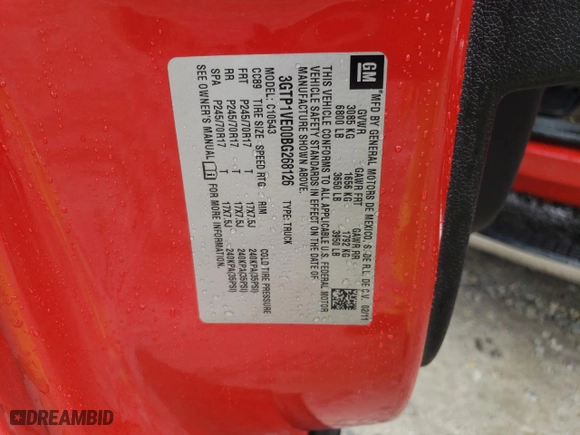 GM
MFD BY GENERAL MOTORS DE MEXICO, S. DE R.L. DE C.V. 02/11
GVWR GAWR FRT GAWR RR
3085 KG 1656 KG 1792 KG
6800 LB 3650 LB 3950 LB
THIS VEHICLE CONFORMS TO ALL APPLICABLE U.S. FEDERAL MOTOR
VEHICLE SAFETY STANDARDS IN EFFECT ON THE DATE OF
MANUFACTURE SHOWN ABOVE.
3GTP1VE00BG268126 TYPE: TRUCK
MODEL: C10543
CC89 TIRE SIZE SPEED RTG RIM COLD TIRE PRESSURE
FRT P245/70R17 T 17X7.5J 240KPA(35PSI)
RR P245/70R17 T 17X7.5J 240KPA(35PSI)
SPA P245/70R17 T 17X7.5J 240KPA(35PSI)
SEE OWNER'S MANUAL FOR MORE INFORMATION.
DREAMBID